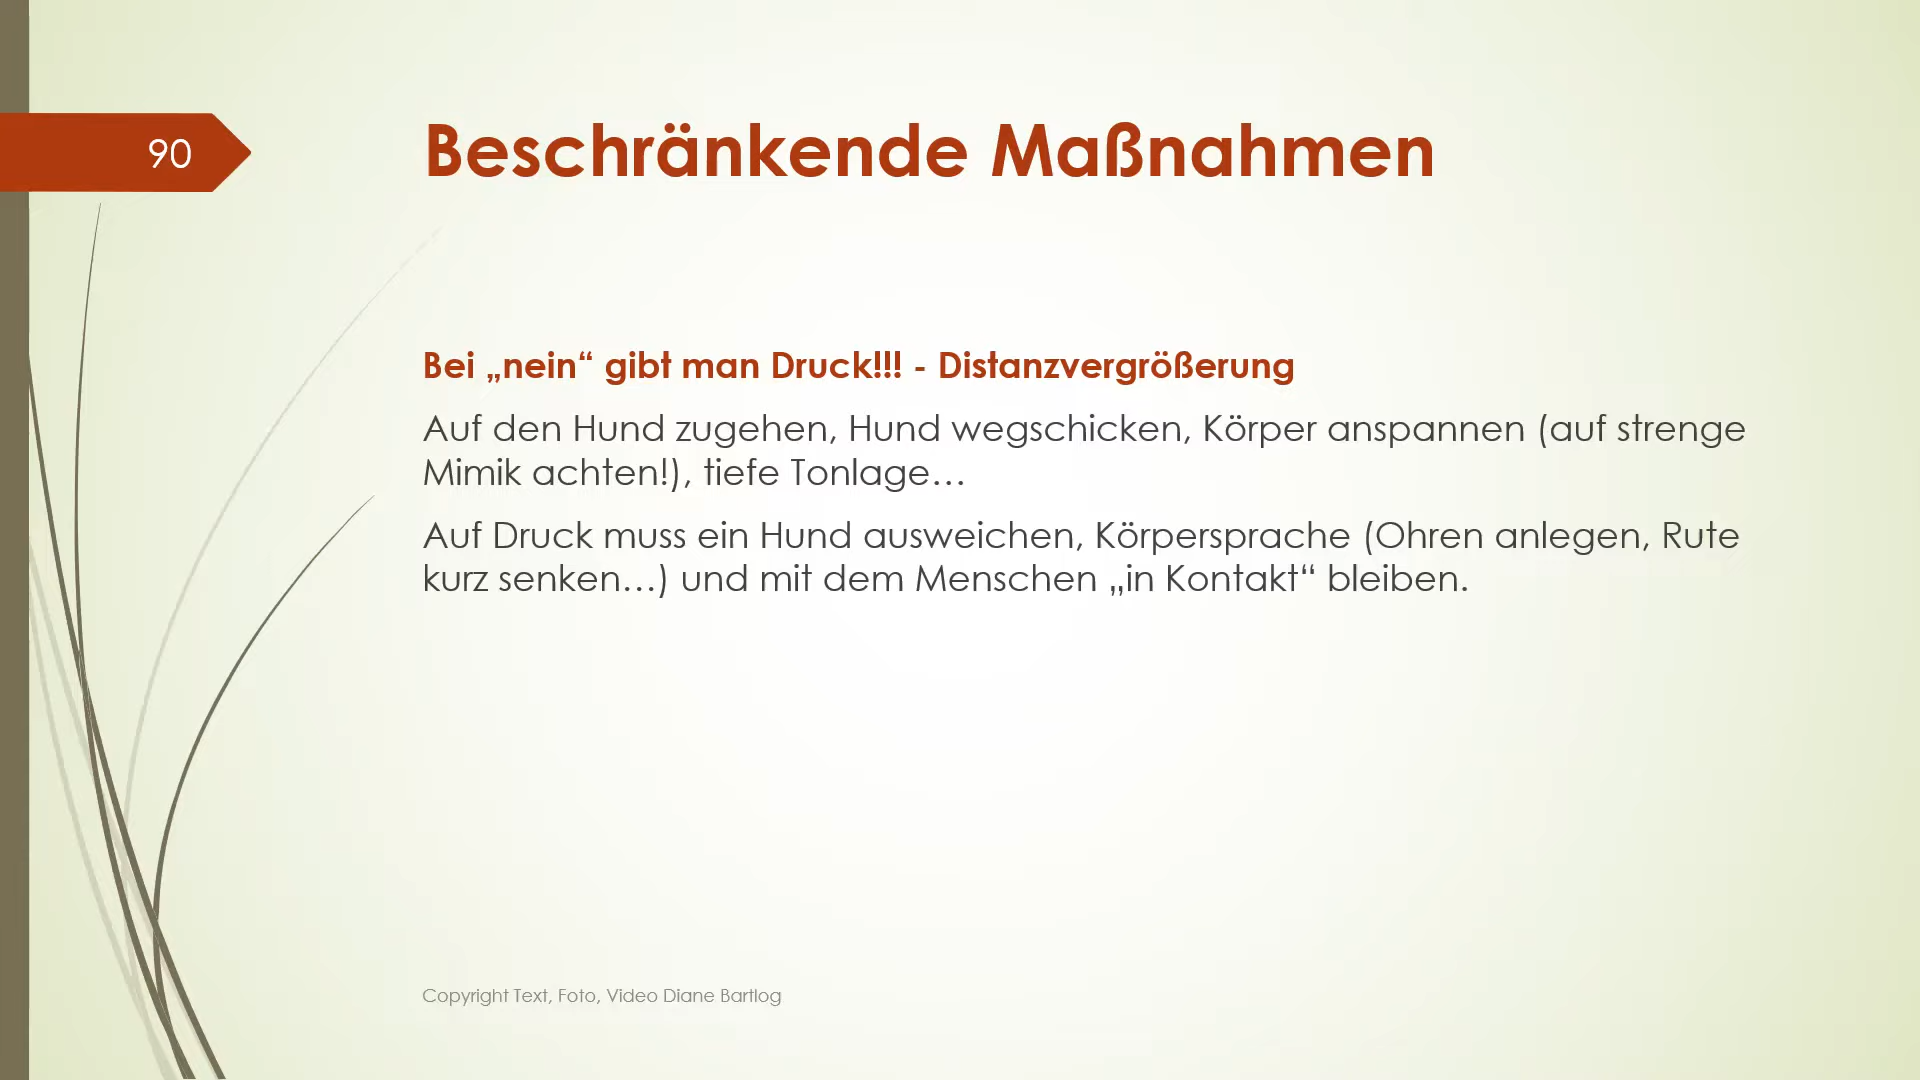 90
Beschränkende Maßnahmen
Bei „nein“ gibt man Druck!!! - Distanzvergrößerung
Auf den Hund zugehen, Hund wegschicken, Körper anspannen (auf strenge
Mimik achten!), tiefe Tonlage…
Auf Druck muss ein Hund ausweichen, Körpersprache (Ohren anlegen, Rute
kurz senken…) und mit dem Menschen „in Kontakt“ bleiben.
Copyright Text, Foto, Video Diane Bartlog